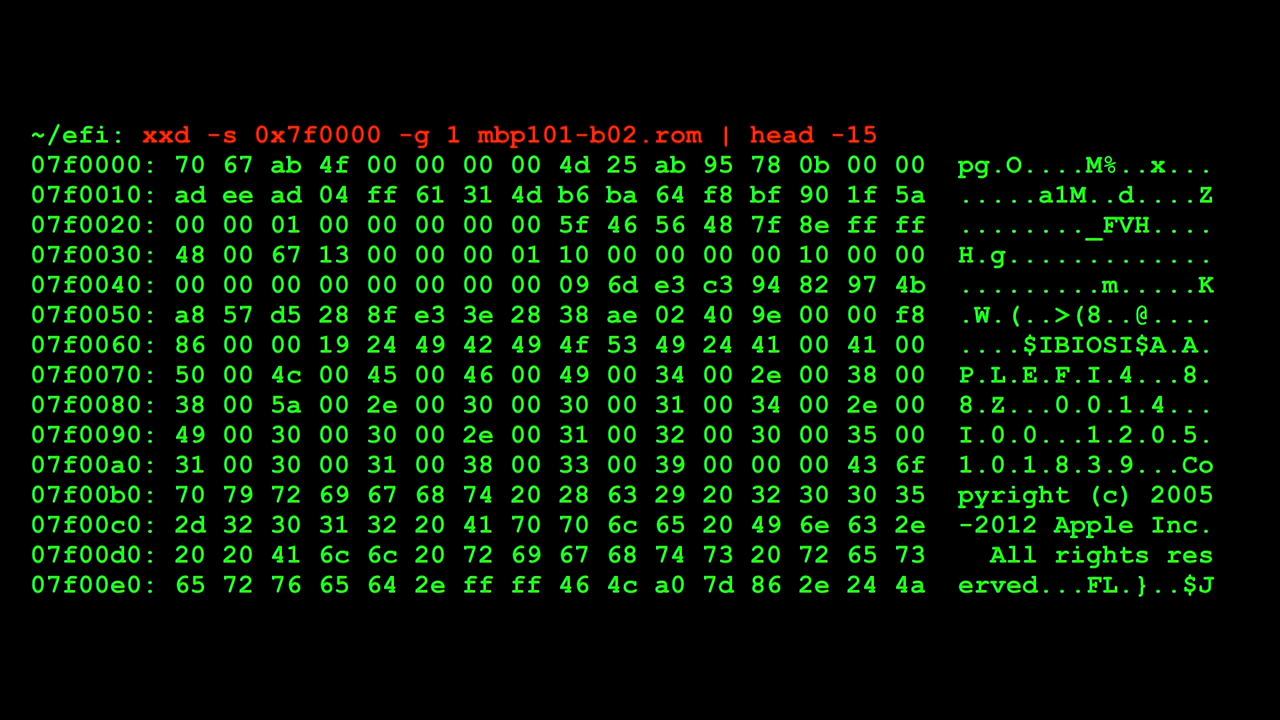 ~/efi: xxd -s 0x7f0000 -g 1 mbp101-b02.rom | head -15
07f0000: 70 67 ab 4f 00 00 00 00 4d 25 ab 95 78 0b 00 00  pg.O....M%..x...
07f0010: ad ee ad 04 ff 61 31 4d b6 ba 64 f8 bf 90 1f 5a  .....a1M..d....Z
07f0020: 00 00 01 00 00 00 00 00 5f 46 56 48 7f 8e ff ff  ........_FVH....
07f0030: 48 00 67 13 00 00 00 01 10 00 00 00 00 10 00 00  H.g.............
07f0040: 00 00 00 00 00 00 00 00 09 6d e3 c3 94 82 97 4b  .........m.....K
07f0050: a8 57 d5 28 8f e3 3e 28 38 ae 02 40 9e 00 00 f8  .W.(..>(8..@....
07f0060: 86 00 00 19 24 49 42 49 4f 53 49 24 41 00 41 00  ....$IBIOSI$A.A.
07f0070: 50 00 4c 00 45 00 46 00 49 00 34 00 2e 00 38 00  P.L.E.F.I.4...8.
07f0080: 38 00 5a 00 2e 00 30 00 30 00 31 00 34 00 2e 00  8.Z...0.0.1.4...
07f0090: 49 00 30 00 30 00 2e 00 31 00 32 00 30 00 35 00  I.0.0...1.2.0.5.
07f00a0: 31 00 30 00 31 00 38 00 33 00 39 00 00 00 43 6f  1.0.1.8.3.9...Co
07f00b0: 70 79 72 69 67 68 74 20 28 63 29 20 32 30 30 35  pyright (c) 2005
07f00c0: 2d 32 30 31 32 20 41 70 70 6c 65 20 49 6e 63 2e  -2012 Apple Inc.
07f00d0: 20 20 41 6c 6c 20 72 69 67 68 74 73 20 72 65 73    All rights res
07f00e0: 65 72 76 65 64 2e ff ff 46 4c a0 7d 86 2e 24 4a  erved...FL.}..$J